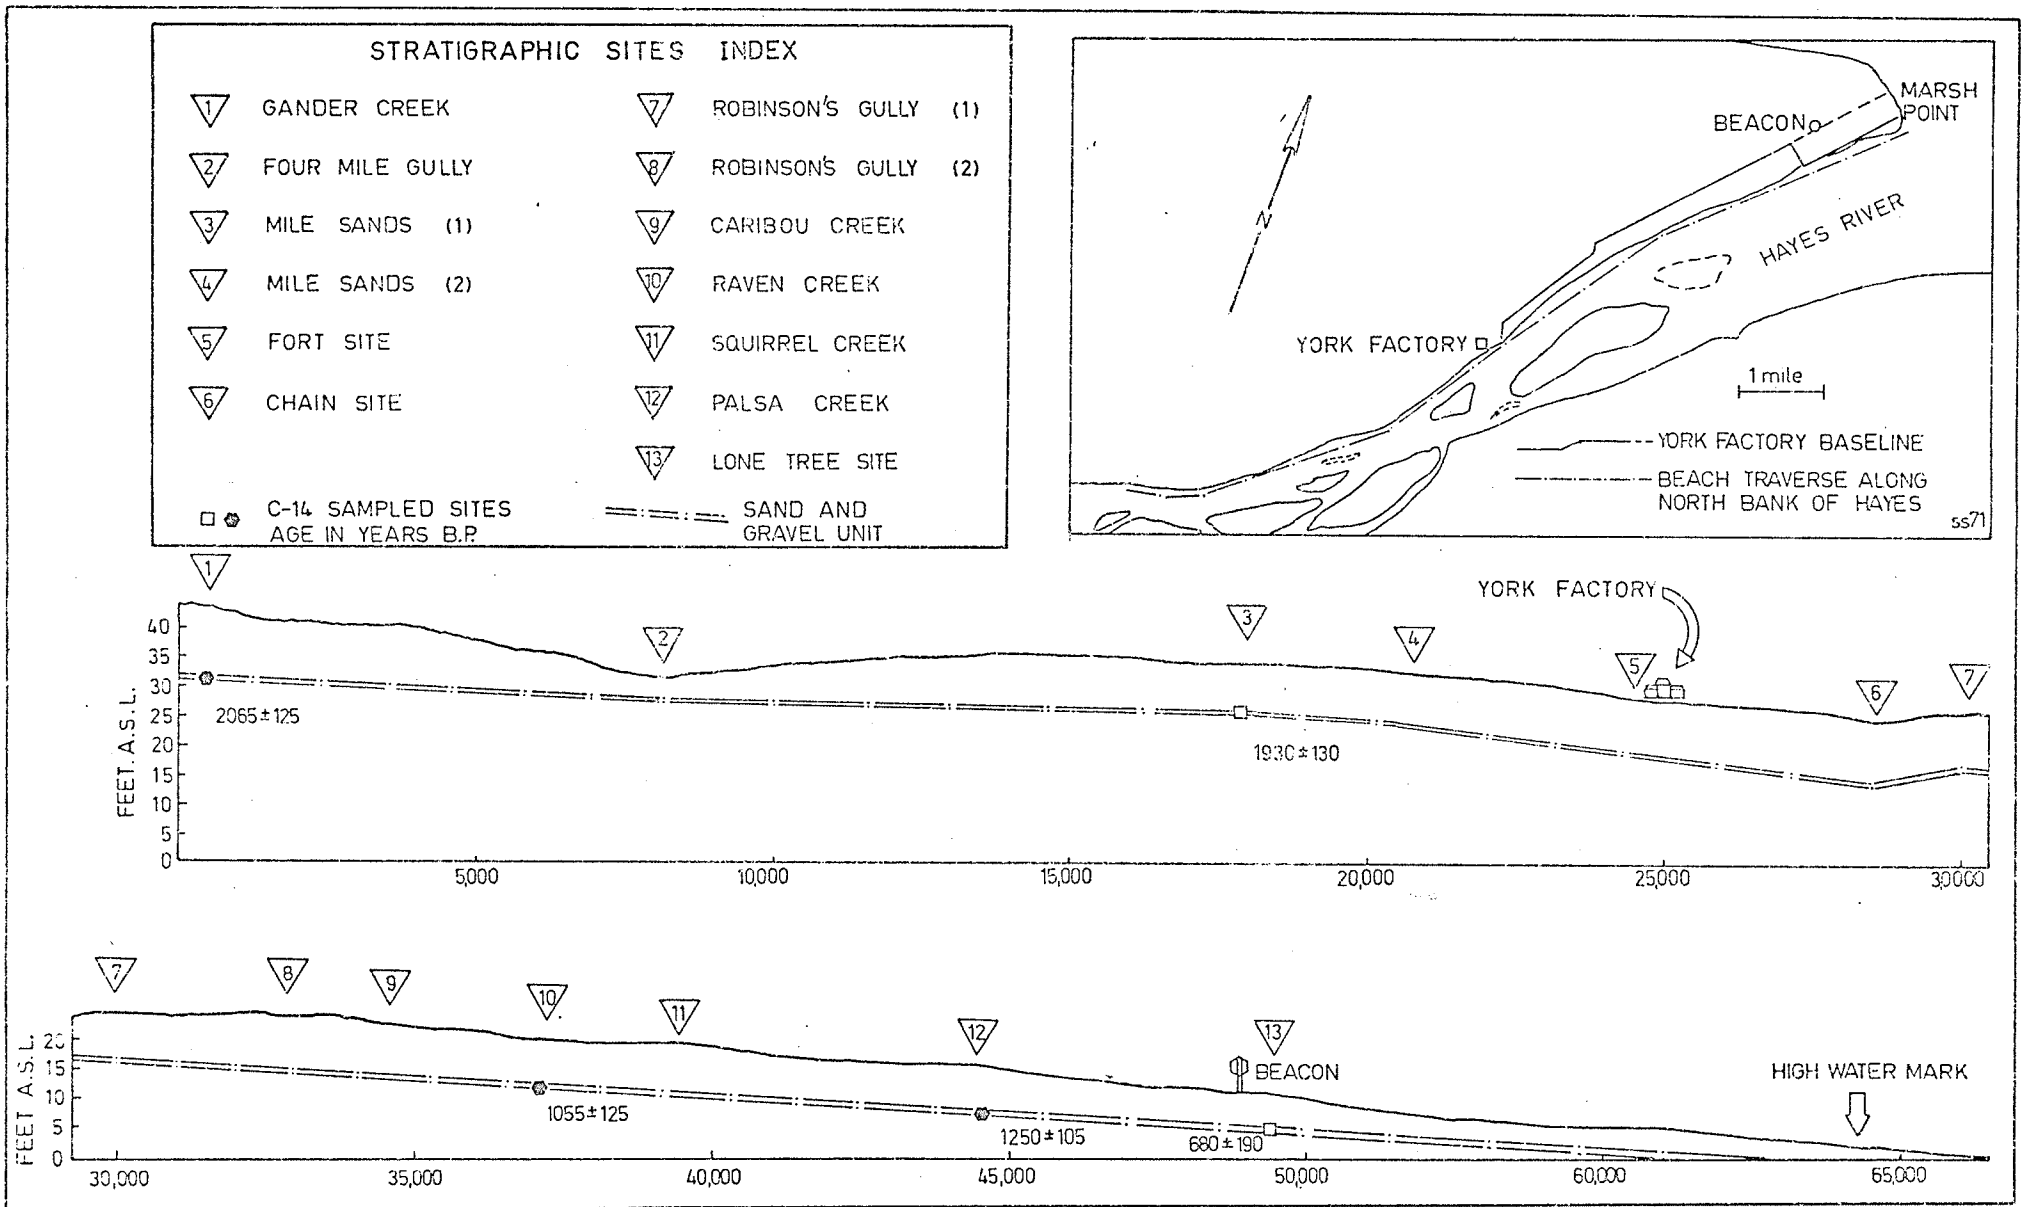 STRATIGRAPHIC SITES INDEX
1 GANDER CREEK
2 FOUR MILE GULLY
3 MILE SANDS (1)
4 MILE SANDS (2)
5 FORT SITE
6 CHAIN SITE
7 ROBINSON'S GULLY (1)
8 ROBINSON'S GULLY (2)
9 CARIBOU CREEK
10 RAVEN CREEK
11 SQUIRREL CREEK
12 PALSA CREEK
13 LONE TREE SITE
C-14 SAMPLED SITES
AGE IN YEARS B.P.
SAND AND
GRAVEL UNIT
MARSH
POINT
BEACON
N
HAYES RIVER
YORK FACTORY
1 mile
YORK FACTORY BASELINE
BEACH TRAVERSE ALONG
NORTH BANK OF HAYES
ss71
1 2 3 4 5 6 7
YORK FACTORY
FEET. A.S.L.
40
35
30
25
20
15
10
5
0
2065±125
1930±130
5,000 10,000 15,000 20,000 25,000 30,000
7 8 9 10 11 12 13
BEACON
HIGH WATER MARK
FEET A.S.L.
20
15
10
5
0
1055±125
1250±105
680±190
30,000 35,000 40,000 45,000 50,000 60,000 65,000